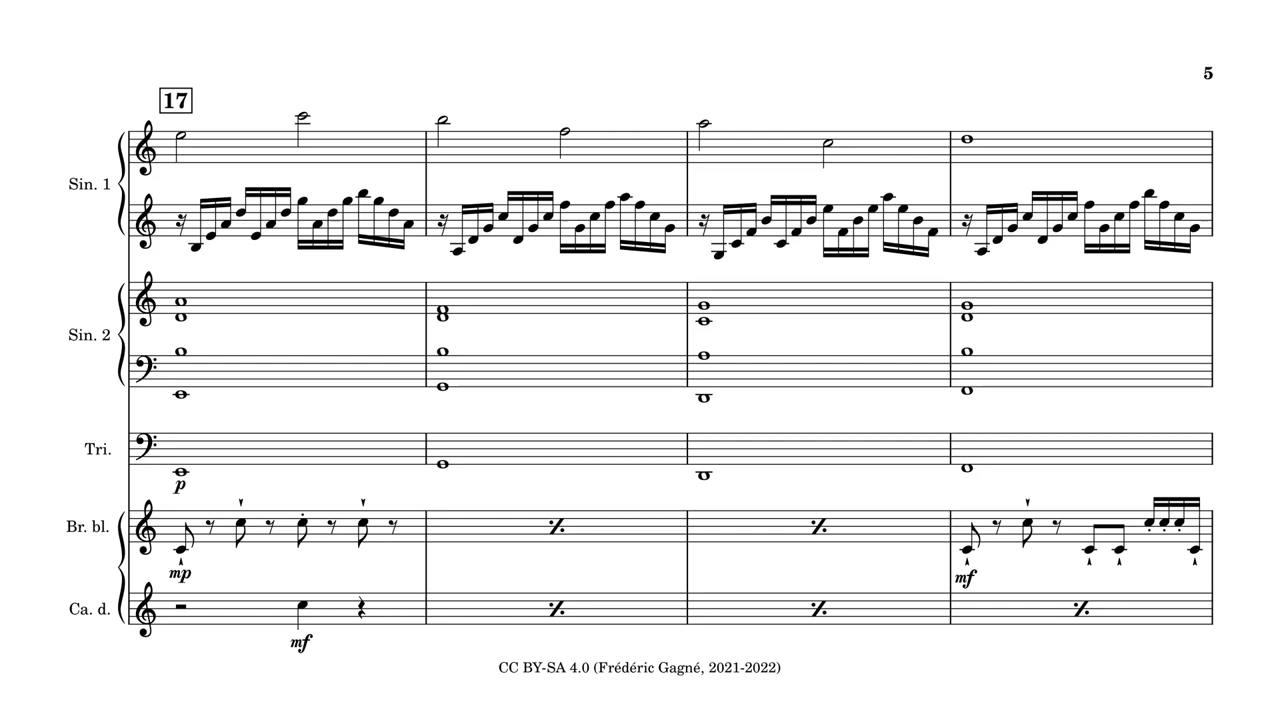 5
17
Sin. 1
Sin. 2
Tri.
p
Br. bl.
mp
mf
Ca. d.
mf
CC BY-SA 4.0 (Frédéric Gagné, 2021-2022)